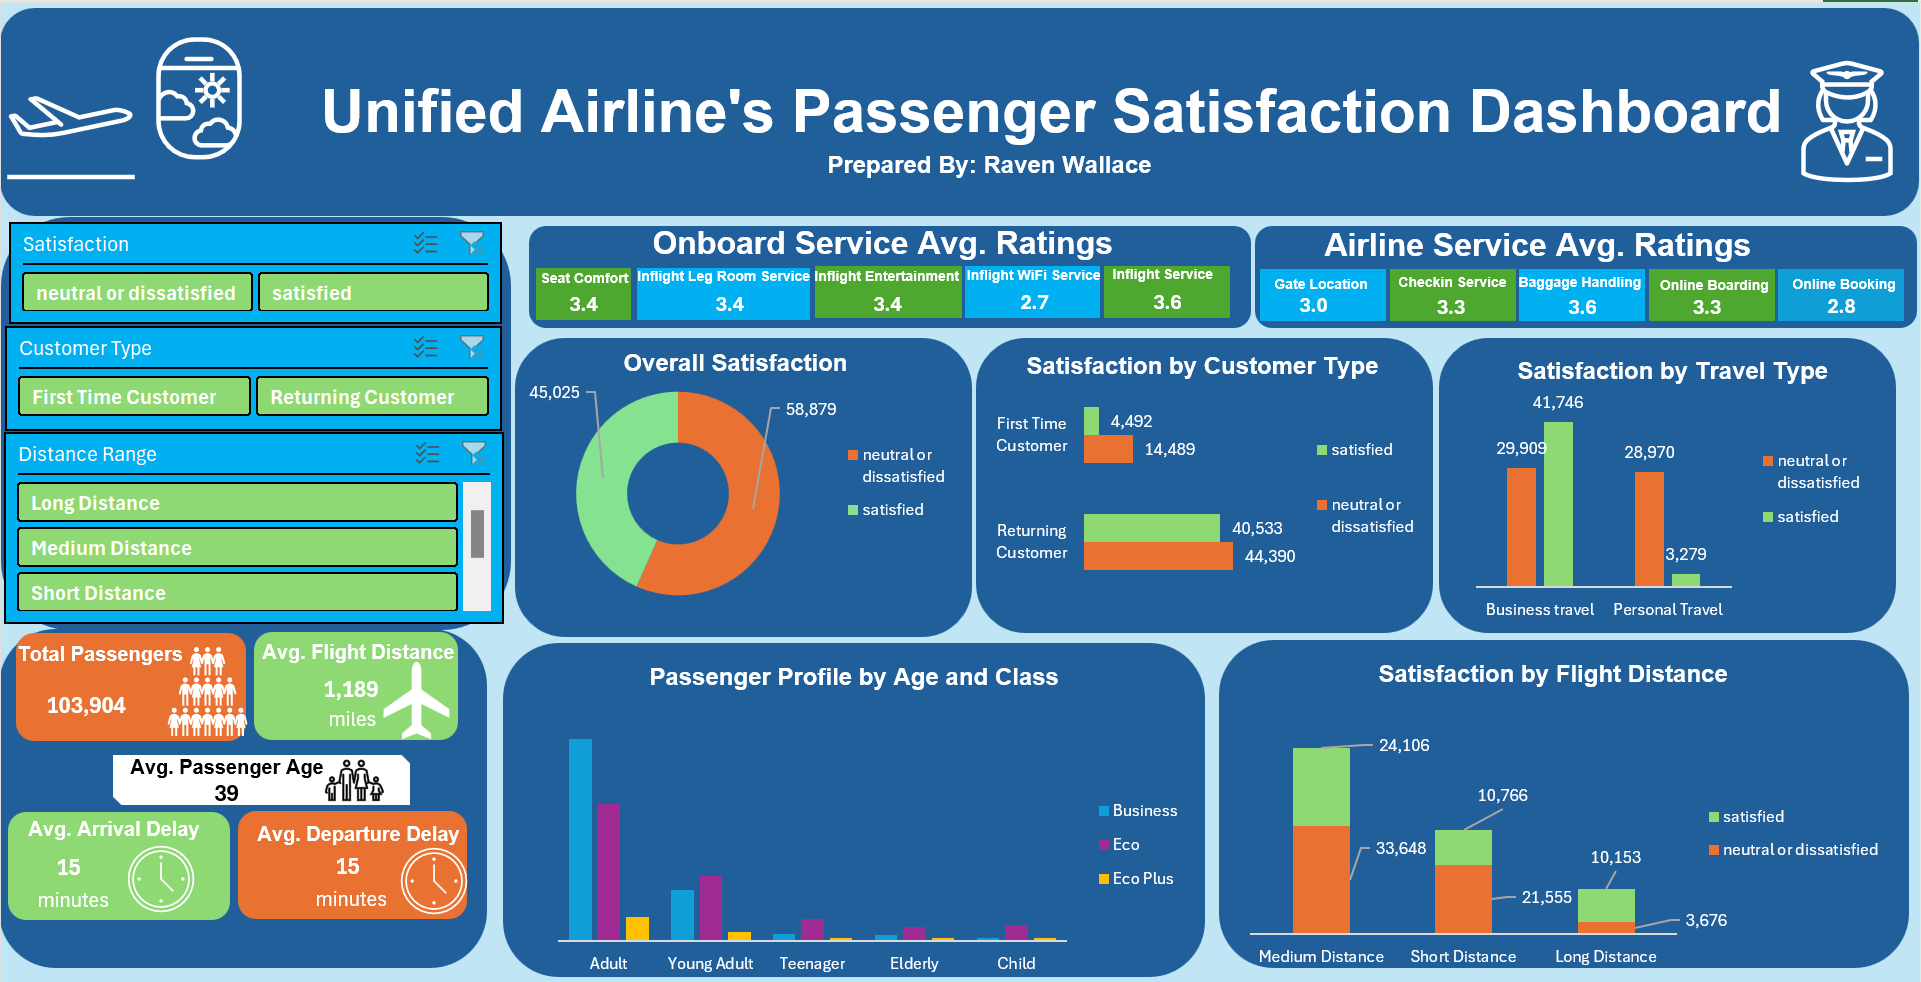 Unified Airline's Passenger Satisfaction Dashboard
Prepared By: Raven Wallace
Satisfaction
neutral or dissatisfied
satisfied
Customer Type
First Time Customer
Returning Customer
Distance Range
Long Distance
Medium Distance
Short Distance
Onboard Service Avg. Ratings
Seat Comfort
3.4
Inflight Leg Room Service
3.4
Inflight Entertainment
3.4
Inflight WiFi Service
2.7
Inflight Service
3.6
Airline Service Avg. Ratings
Gate Location
3.0
Checkin Service
3.3
Baggage Handling
3.6
Online Boarding
3.3
Online Booking
2.8
Overall Satisfaction
45,025
58,879
neutral or
dissatisfied
satisfied
Satisfaction by Customer Type
First Time
Customer
4,492
14,489
Returning
Customer
40,533
44,390
satisfied
neutral or
dissatisfied
Satisfaction by Travel Type
41,746
29,909
28,970
3,279
Business travel
Personal Travel
neutral or
dissatisfied
satisfied
Total Passengers
103,904
Avg. Flight Distance
1,189
miles
Avg. Passenger Age
39
Avg. Arrival Delay
15
minutes
Avg. Departure Delay
15
minutes
Passenger Profile by Age and Class
Business
Eco
Eco Plus
Adult
Young Adult
Teenager
Elderly
Child
Satisfaction by Flight Distance
24,106
33,648
10,766
21,555
10,153
3,676
satisfied
neutral or dissatisfied
Medium Distance
Short Distance
Long Distance